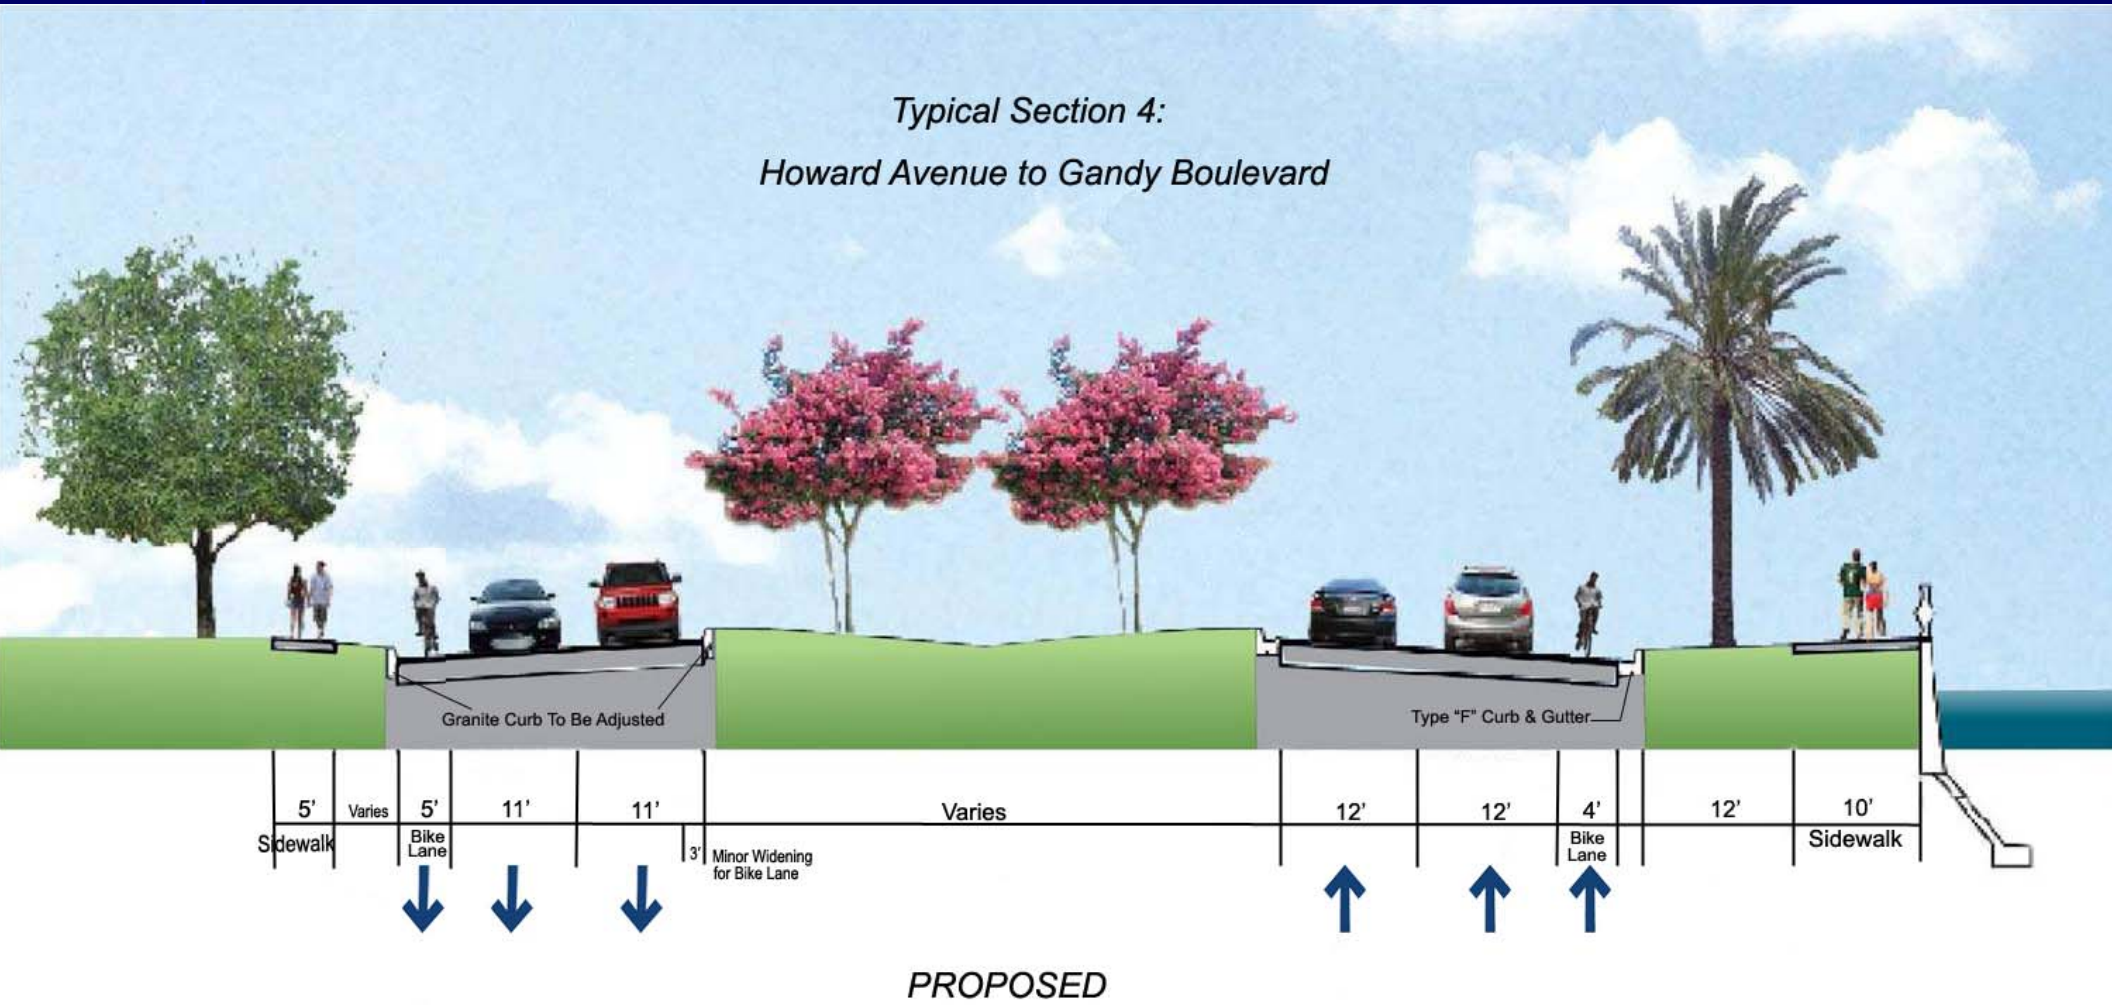 Typical Section 4:
Howard Avenue to Gandy Boulevard
Granite Curb To Be Adjusted
Type "F" Curb & Gutter
5' Varies 5' 11' 11' Varies 12' 12' 4' 12' 10'
Sidewalk
Bike
Lane
3'
Minor Widening
for Bike Lane
Bike
Lane
Sidewalk
PROPOSED